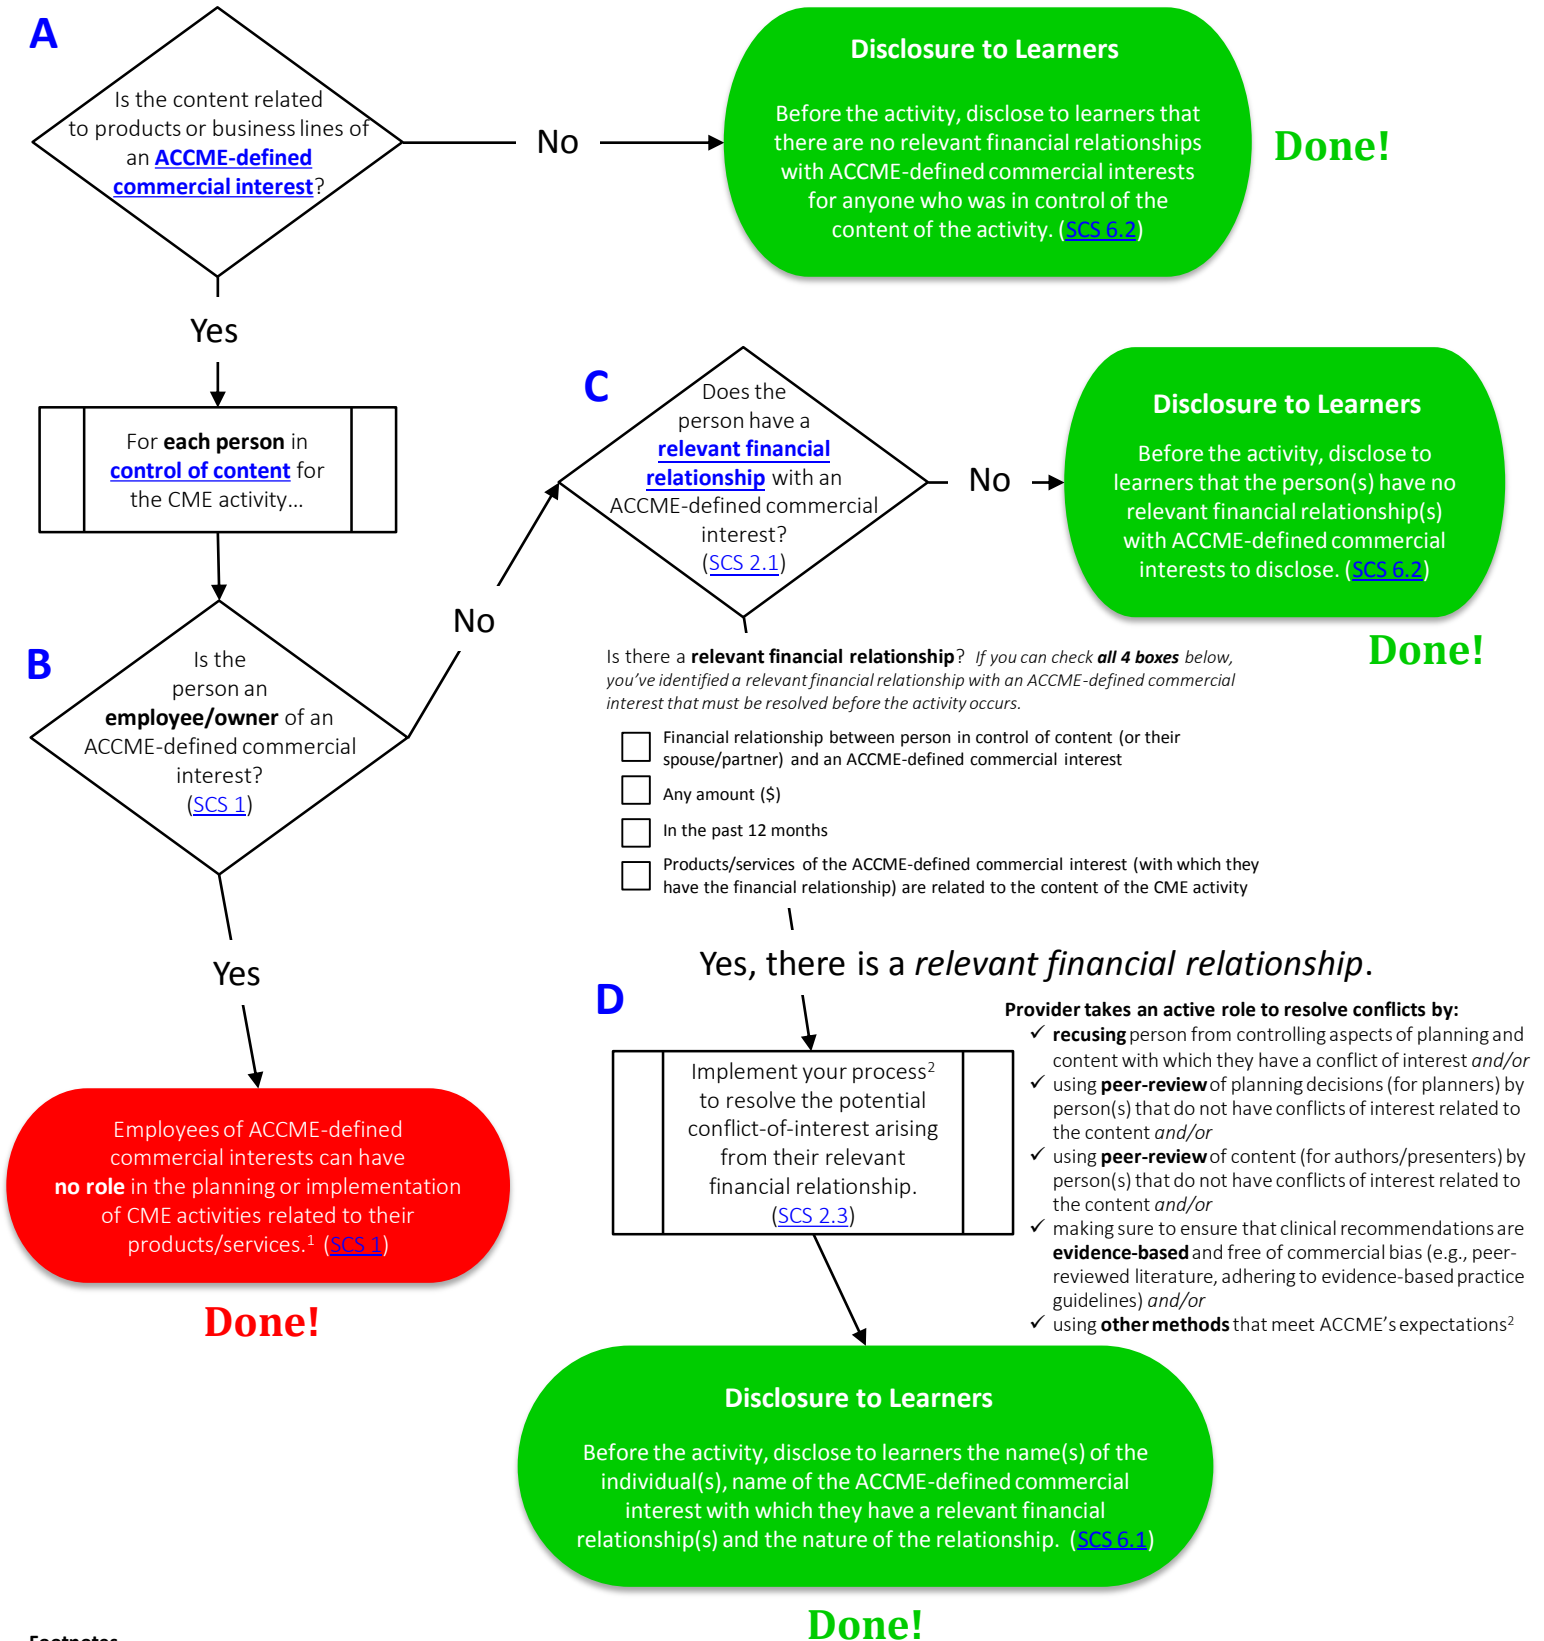 A
Is the content related
to products or business lines of
an ACCME-defined
commercial interest?
No
Disclosure to Learners
Before the activity, disclose to learners that
there are no relevant financial relationships
with ACCME-defined commercial interests
for anyone who was in control of the
content of the activity. (SCS 6.2)
Done!
Yes
For each person in
control of content for
the CME activity…
B
Is the
person an
employee/owner of an
ACCME-defined commercial
interest?
(SCS 1)
No
C
Does the
person have a
relevant financial
relationship with an
ACCME-defined commercial
interest?
(SCS 2.1)
No
Disclosure to Learners
Before the activity, disclose to
learners that the person(s) have no
relevant financial relationship(s)
with ACCME-defined commercial
interests to disclose. (SCS 6.2)
Done!
Is there a relevant financial relationship? If you can check all 4 boxes below,
you've identified a relevant financial relationship with an ACCME-defined commercial
interest that must be resolved before the activity occurs.
Financial relationship between person in control of content (or their
spouse/partner) and an ACCME-defined commercial interest
Any amount ($)
In the past 12 months
Products/services of the ACCME-defined commercial interest (with which they
have the financial relationship) are related to the content of the CME activity
Yes
Employees of ACCME-defined
commercial interests can have
no role in the planning or implementation
of CME activities related to their
products/services.¹ (SCS 1)
Done!
Yes, there is a relevant financial relationship.
D
Implement your process²
to resolve the potential
conflict-of-interest arising
from their relevant
financial relationship.
(SCS 2.3)
Provider takes an active role to resolve conflicts by:
✓ recusing person from controlling aspects of planning and
content with which they have a conflict of interest and/or
✓ using peer-review of planning decisions (for planners) by
person(s) that do not have conflicts of interest related to
the content and/or
✓ using peer-review of content (for authors/presenters) by
person(s) that do not have conflicts of interest related to
the content and/or
✓ making sure to ensure that clinical recommendations are
evidence-based and free of commercial bias (e.g., peer-
reviewed literature, adhering to evidence-based practice
guidelines) and/or
✓ using other methods that meet ACCME's expectations²
Disclosure to Learners
Before the activity, disclose to learners the name(s) of the
individual(s), name of the ACCME-defined commercial
interest with which they have a relevant financial
relationship(s) and the nature of the relationship. (SCS 6.1)
Done!
Footnotes